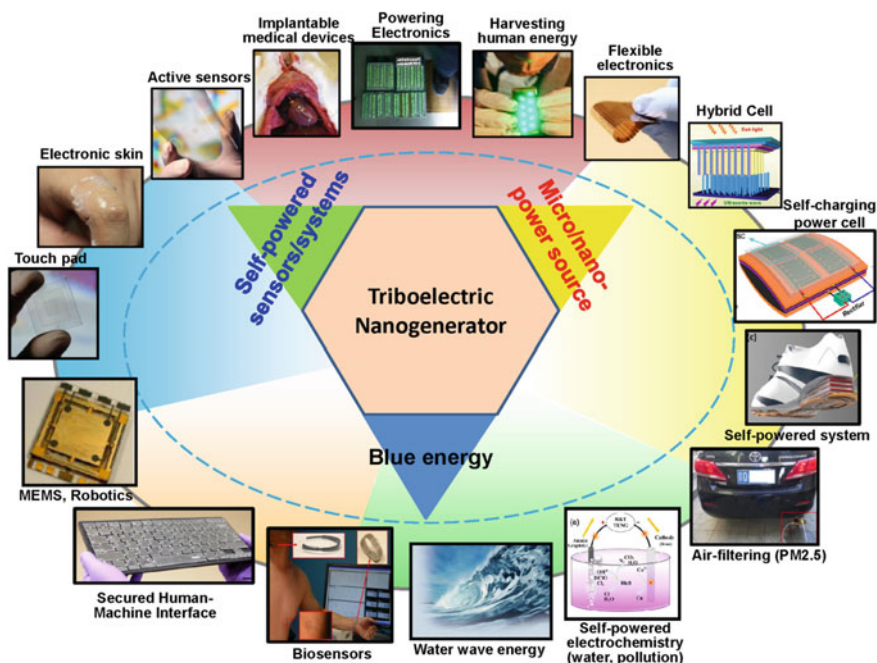 Implantable
medical devices
Powering
Electronics
Harvesting
human energy
Flexible
electronics
Active sensors
Hybrid Cell
Electronic skin
Self-charging
power cell
Touch pad
Self-powered
sensors/systems
Micro/nano-
power source
Triboelectric
Nanogenerator
Rectifier
(c)
Self-powered system
Blue energy
MEMS, Robotics
Air-filtering (PM2.5)
Secured Human-
Machine Interface
Biosensors
Water wave energy
(a)
Cathode
Self-powered
electrochemistry
(water, pollution)